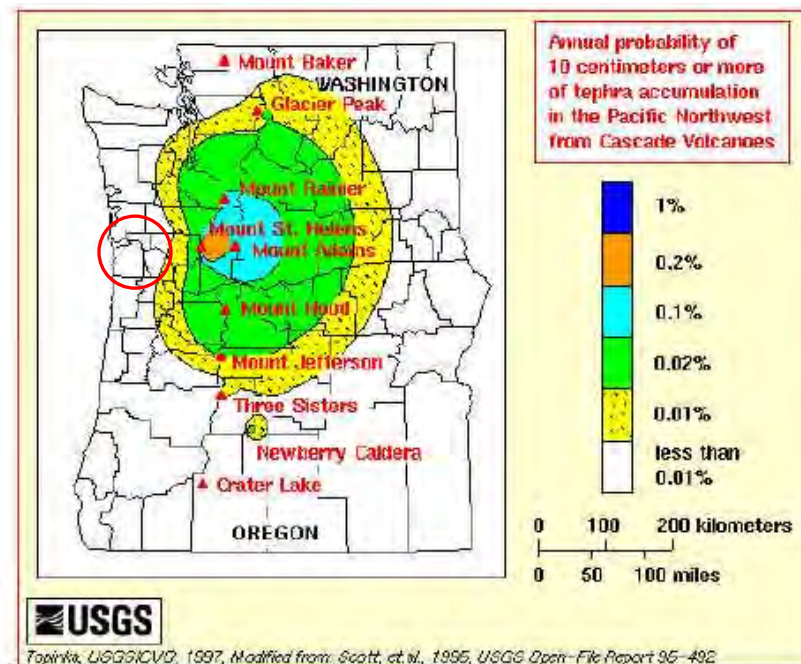 Mount Baker
WASHINGTON
Glacier Peak
Mount Rainier
Mount St. Helens
Mount Adams
Mount Hood
Mount Jefferson
Three Sisters
Newberry Caldera
Crater Lake
OREGON
Annual probability of
10 centimeters or more
of tephra accumulation
in the Pacific Northwest
from Cascade Volcanoes
1%
0.2%
0.1%
0.02%
0.01%
less than
0.01%
0 100 200 kilometers
0 50 100 miles
USGS
Topinka, USGS/CVO, 1997, Modified from: Scott, et.al., 1995, USGS Open-File Report 95-492